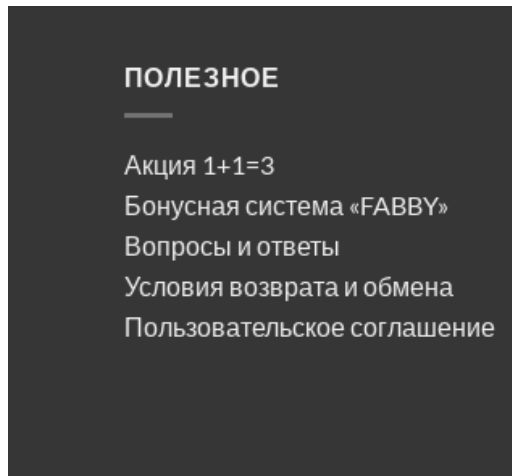 ПОЛЕЗНОЕ
Акция 1+1=3
Бонусная система «FABBY»
Вопросы и ответы
Условия возврата и обмена
Пользовательское соглашение